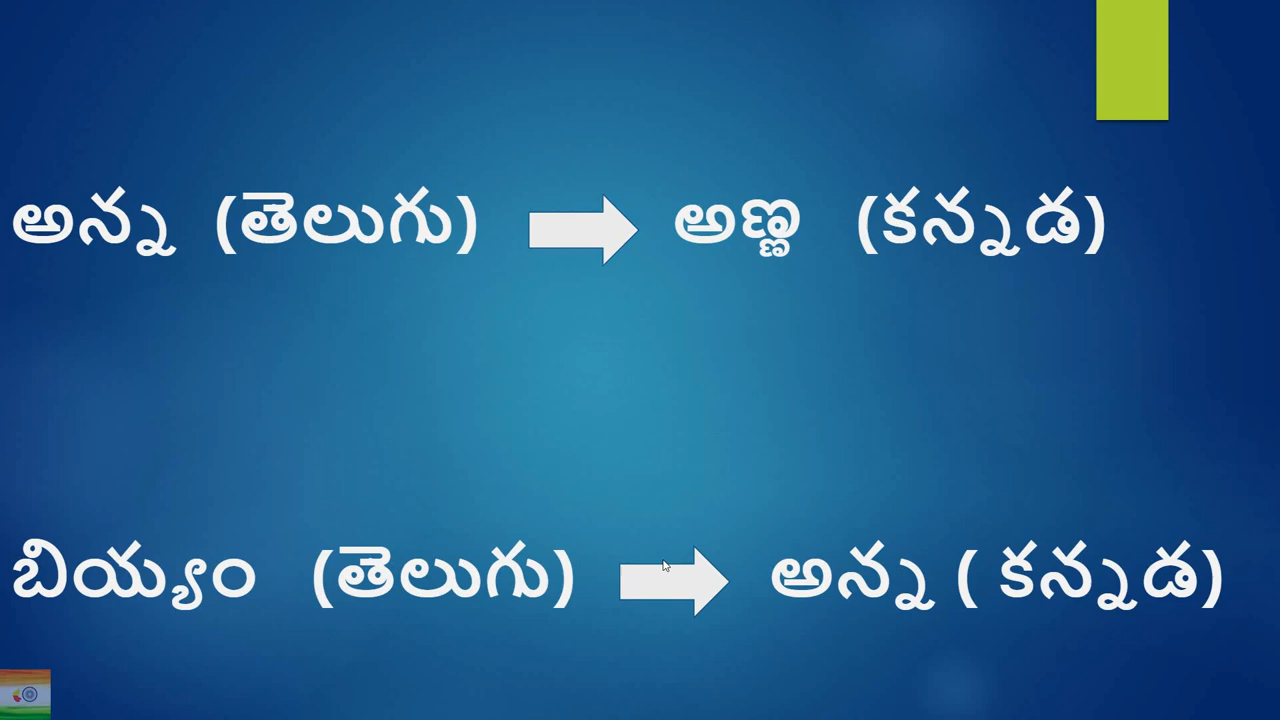 అన్న (తెలుగు) అణ్ణ (కన్నడ)
బియ్యం (తెలుగు) అన్న ( కన్నడ)